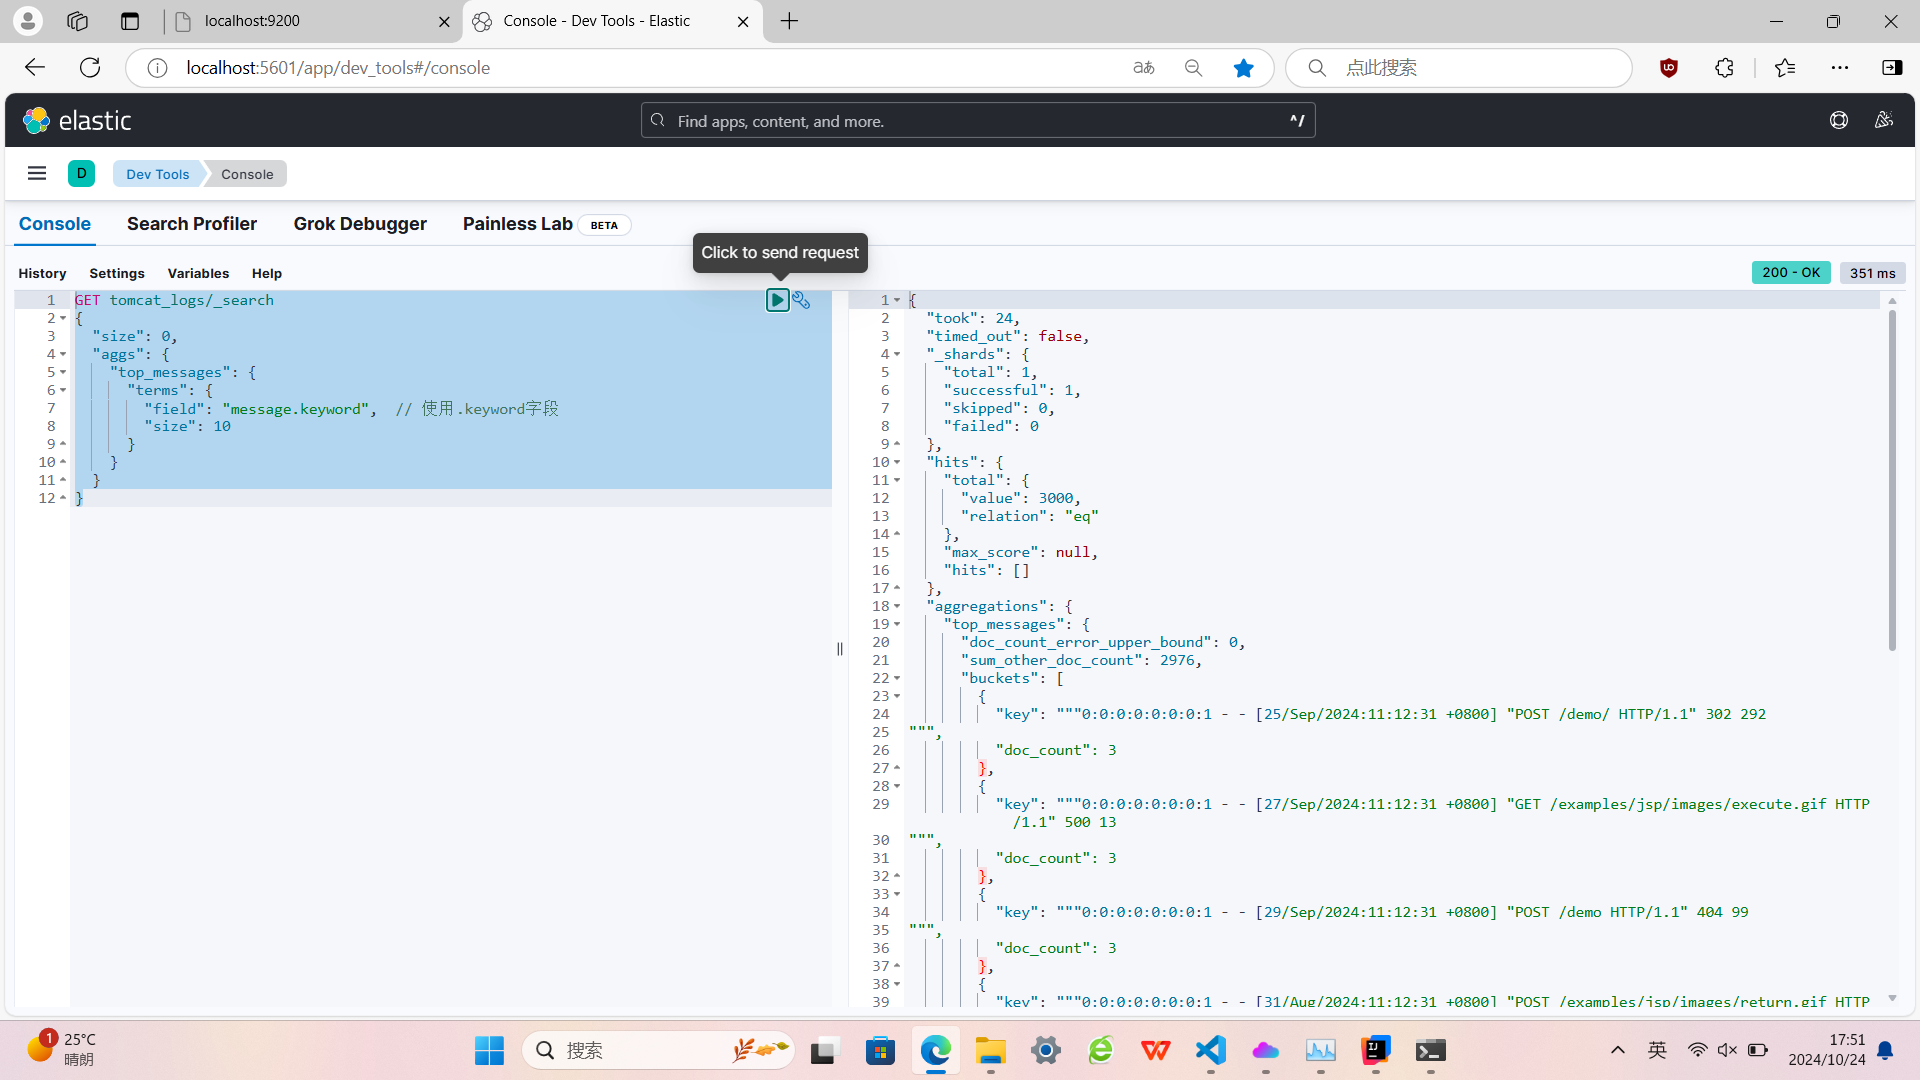 localhost:9200
Console - Dev Tools - Elastic
localhost:5601/app/dev_tools#/console
点此搜索
elastic
Find apps, content, and more.
^/
D
Dev Tools
Console
Console
Search Profiler
Grok Debugger
Painless Lab
BETA
Click to send request
History
Settings
Variables
Help
200 - OK
351 ms
1 GET tomcat_logs/_search
2 {
3 "size": 0,
4 "aggs": {
5 "top_messages": {
6 "terms": {
7 "field": "message.keyword",  // 使用.keyword字段
8 "size": 10
9 }
10 }
11 }
12 }
1 {
2 "took": 24,
3 "timed_out": false,
4 "_shards": {
5 "total": 1,
6 "successful": 1,
7 "skipped": 0,
8 "failed": 0
9 },
10 "hits": {
11 "total": {
12 "value": 3000,
13 "relation": "eq"
14 },
15 "max_score": null,
16 "hits": []
17 },
18 "aggregations": {
19 "top_messages": {
20 "doc_count_error_upper_bound": 0,
21 "sum_other_doc_count": 2976,
22 "buckets": [
23 {
24 "key": """0:0:0:0:0:0:0:1 - - [25/Sep/2024:11:12:31 +0800] "POST /demo/ HTTP/1.1" 302 292
25 """,
26 "doc_count": 3
27 },
28 {
29 "key": """0:0:0:0:0:0:0:1 - - [27/Sep/2024:11:12:31 +0800] "GET /examples/jsp/images/execute.gif HTTP
/1.1" 500 13
30 """,
31 "doc_count": 3
32 },
33 {
34 "key": """0:0:0:0:0:0:0:1 - - [29/Sep/2024:11:12:31 +0800] "POST /demo HTTP/1.1" 404 99
35 """,
36 "doc_count": 3
37 },
38 {
39 "key": """0:0:0:0:0:0:0:1 - - [31/Aug/2024:11:12:31 +0800] "POST /examples/jsp/images/return.gif HTTP
1
25°C
晴朗
搜索
英
17:51
2024/10/24